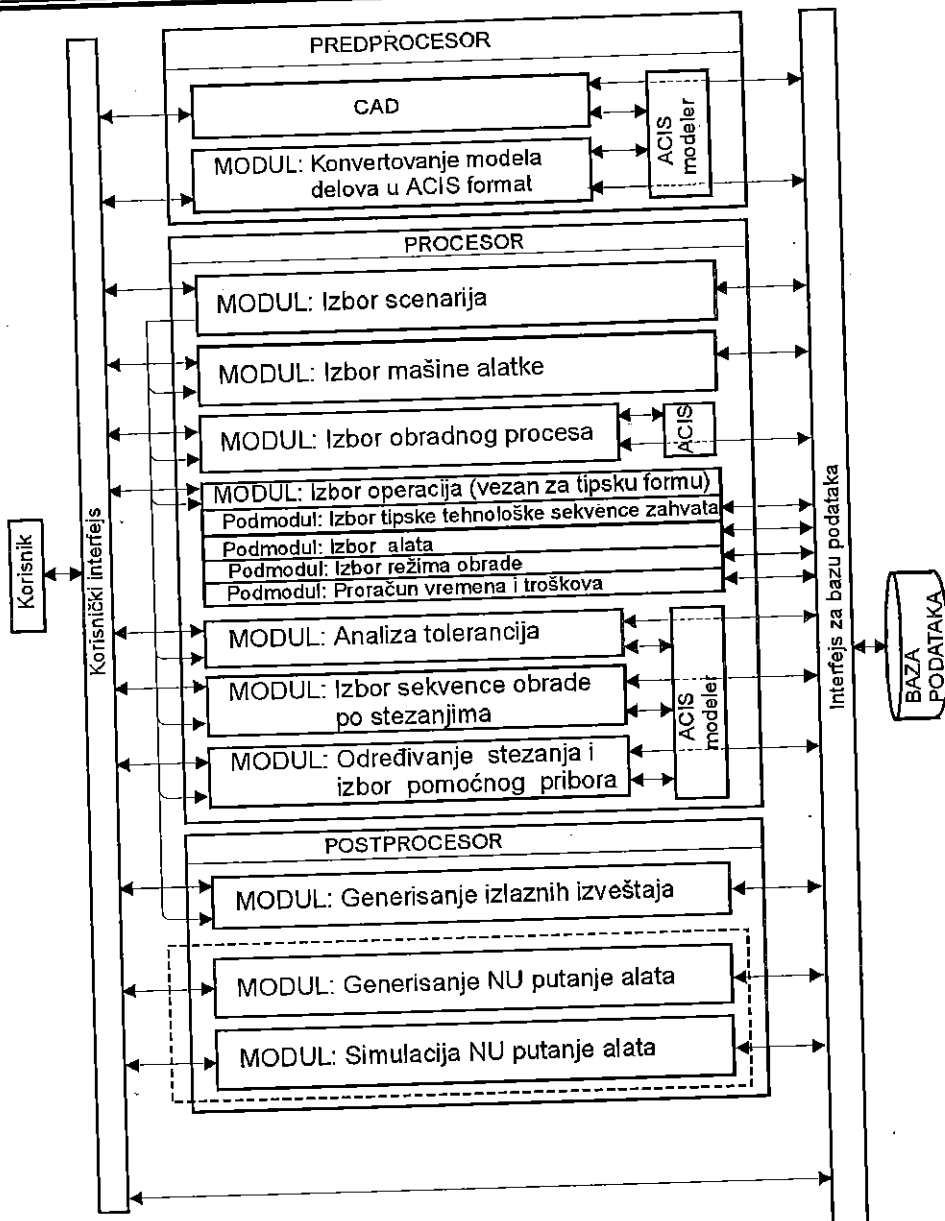 PREDPROCESOR
CAD
ACIS
modeler
MODUL: Konvertovanje modela
delova u ACIS format
PROCESOR
MODUL: Izbor scenarija
MODUL: Izbor mašine alatke
MODUL: Izbor obradnog procesa
ACIS
MODUL: Izbor operacija (vezan za tipsku formu)
Podmodul: Izbor tipske tehnološke sekvence zahvata
Podmodul: Izbor alata
Podmodul: Izbor režima obrade
Podmodul: Proračun vremena i troškova
MODUL: Analiza tolerancija
MODUL: Izbor sekvence obrade
po stezanjima
ACIS
modeler
MODUL: Određivanje stezanja i
izbor pomoćnog pribora
POSTPROCESOR
MODUL: Generisanje izlaznih izveštaja
MODUL: Generisanje NU putanje alata
MODUL: Simulacija NU putanje alata
Korisnik
Korisnički interfejs
Interfejs za bazu podataka
BAZA
PODATAKA